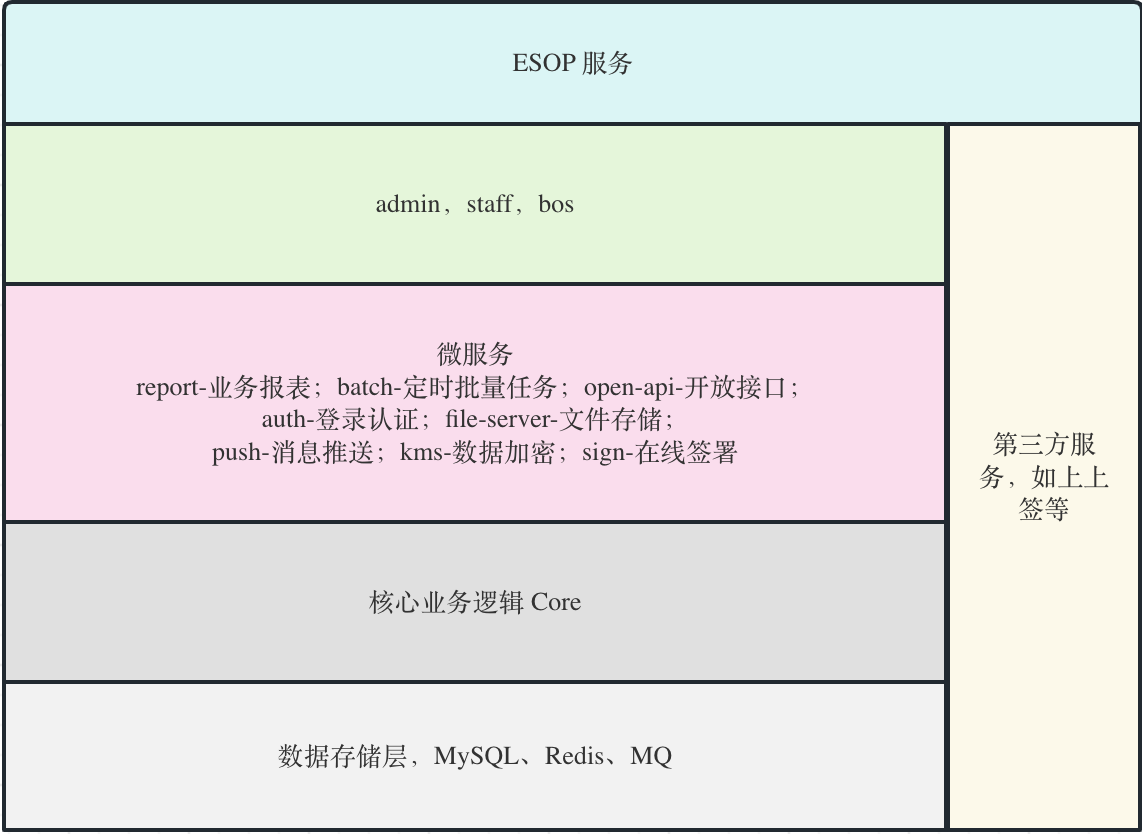 ESOP 服务
admin，staff，bos
微服务
report-业务报表；batch-定时批量任务；open-api-开放接口；
auth-登录认证；file-server-文件存储；
push-消息推送；kms-数据加密；sign-在线签署
第三方服
务，如上上
签等
核心业务逻辑 Core
数据存储层，MySQL、Redis、MQ